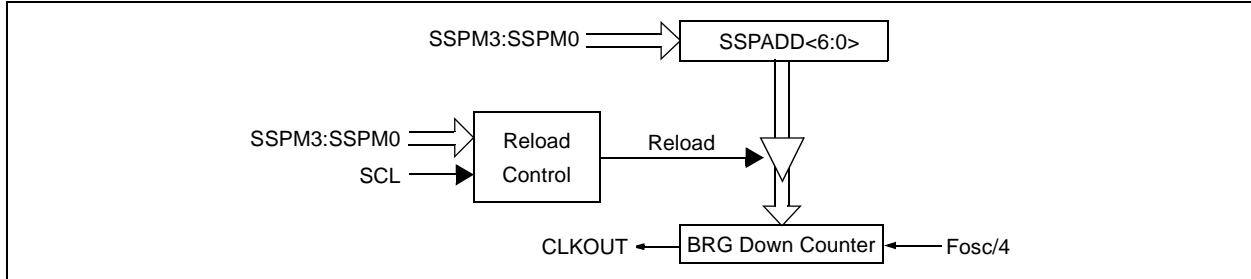 SSPM3:SSPM0
SSPADD<6:0>
SSPM3:SSPM0
SCL
Reload
Control
Reload
CLKOUT
BRG Down Counter
Fosc/4